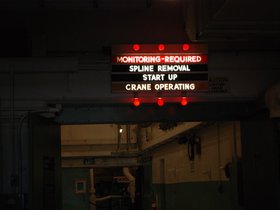 MONITORING-REQUIRED
SPLINE REMOVAL
START UP
CRANE OPERATING